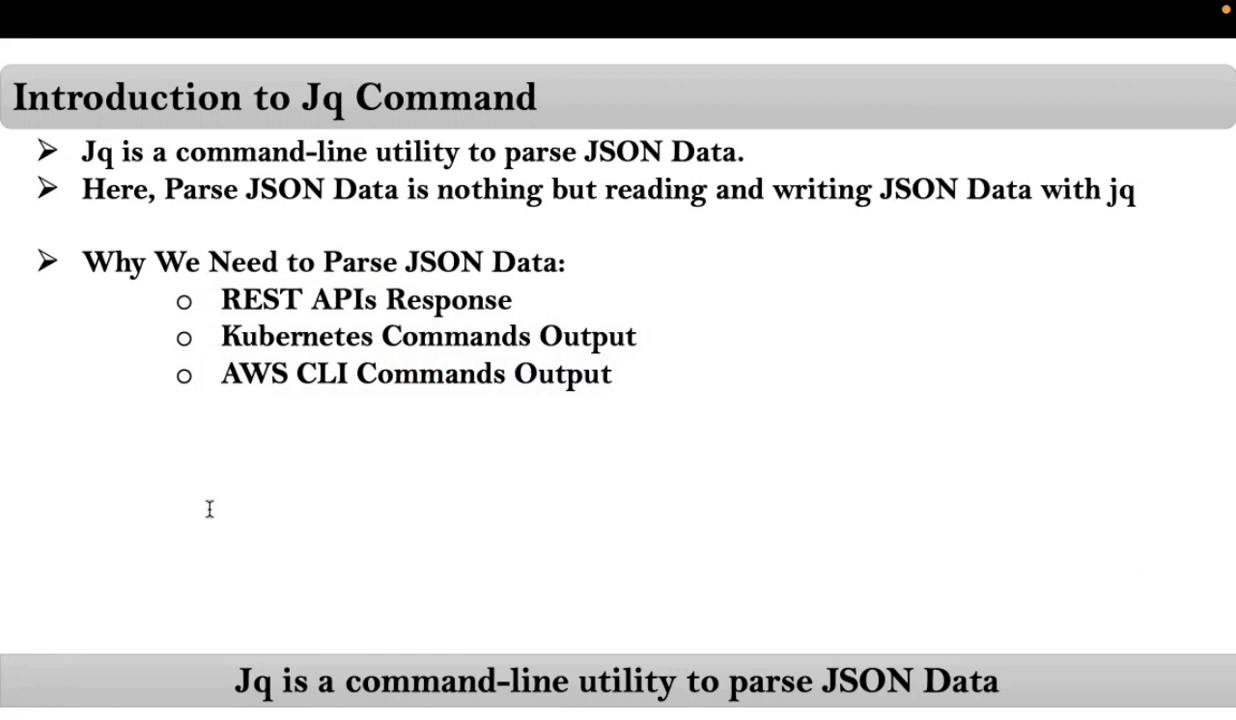 Introduction to Jq Command
➤ Jq is a command-line utility to parse JSON Data.
➤ Here, Parse JSON Data is nothing but reading and writing JSON Data with jq
➤ Why We Need to Parse JSON Data:
o REST APIs Response
o Kubernetes Commands Output
o AWS CLI Commands Output
Jq is a command-line utility to parse JSON Data